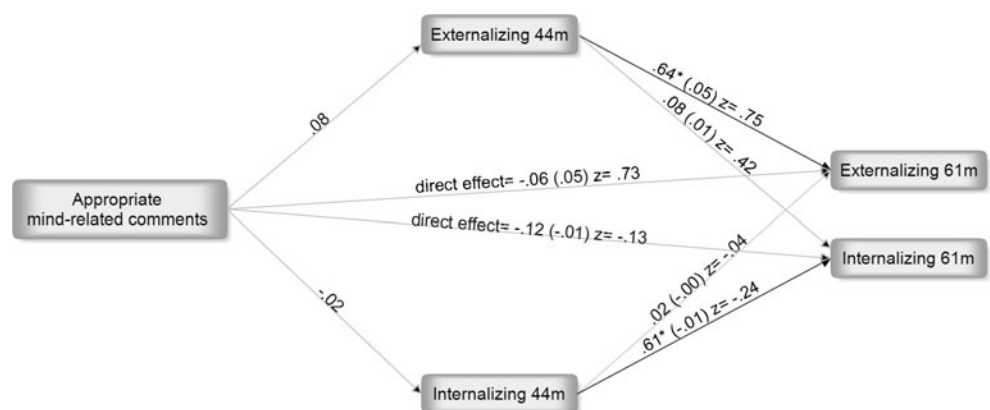 Externalizing 44m
.64* (.05) z= .75
.08 (.01) z= .42
.08
direct effect= -.06 (.05) z= .73
Externalizing 61m
Appropriate
mind-related comments
direct effect= -.12 (-.01) z= -.13
Internalizing 61m
.02 (-.00) z= -.04
.61* (-.01) z= -.24
-.02
Internalizing 44m